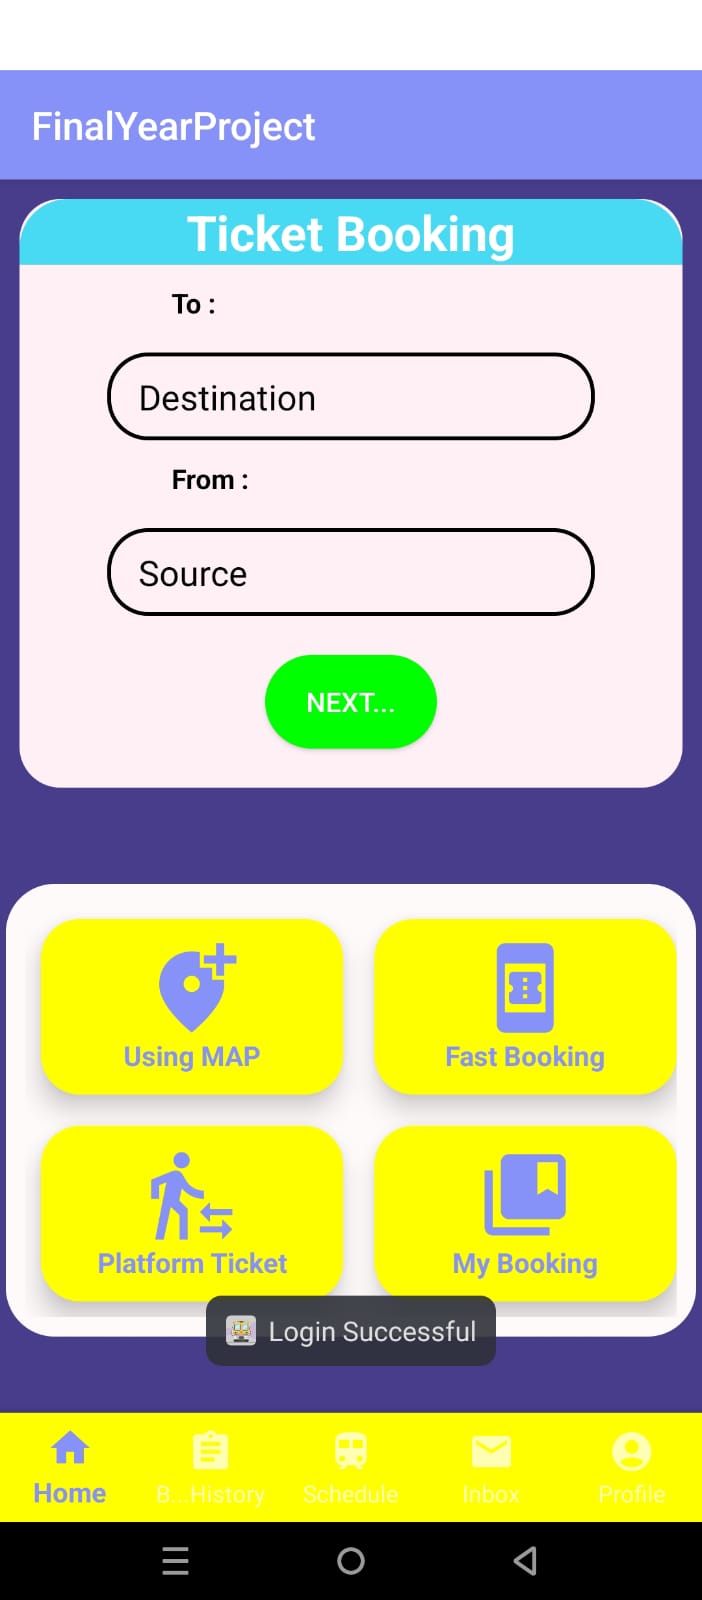 FinalYearProject
Ticket Booking
To :
Destination
From :
Source
NEXT...
Using MAP
Fast Booking
Platform Ticket
My Booking
Login Successful
Home
B...History
Schedule
Inbox
Profile